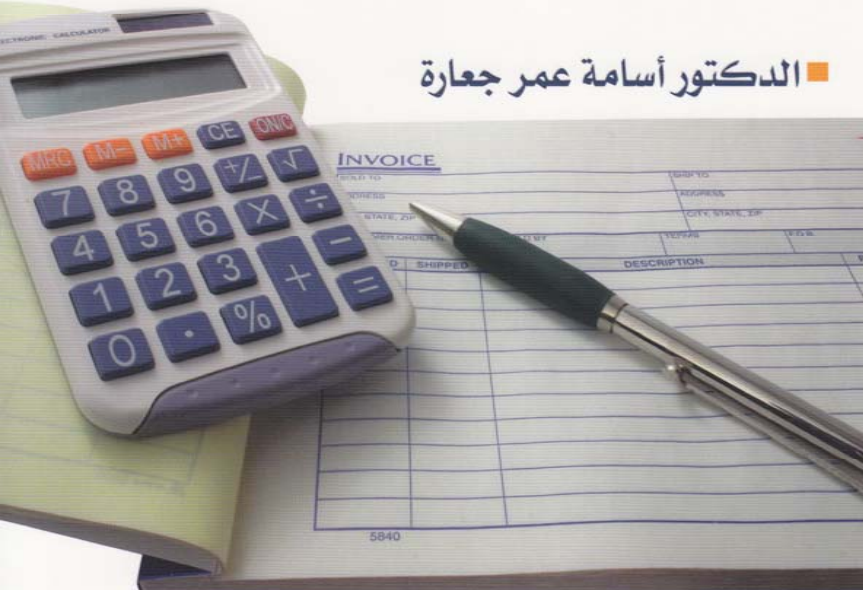 الدكتور أسامة عمر جعارة
ELECTRONIC CALCULATOR
MRC M- M+ CE ON/C
7 8 9 +/- √
4 5 6 X ÷
1 2 3 + −
0 . % =
INVOICE
SOLD TO
SHIP TO
ADDRESS
ADDRESS
STATE, ZIP
CITY, STATE, ZIP
TERMS
F.O.B.
SHIPPED
DESCRIPTION
5840